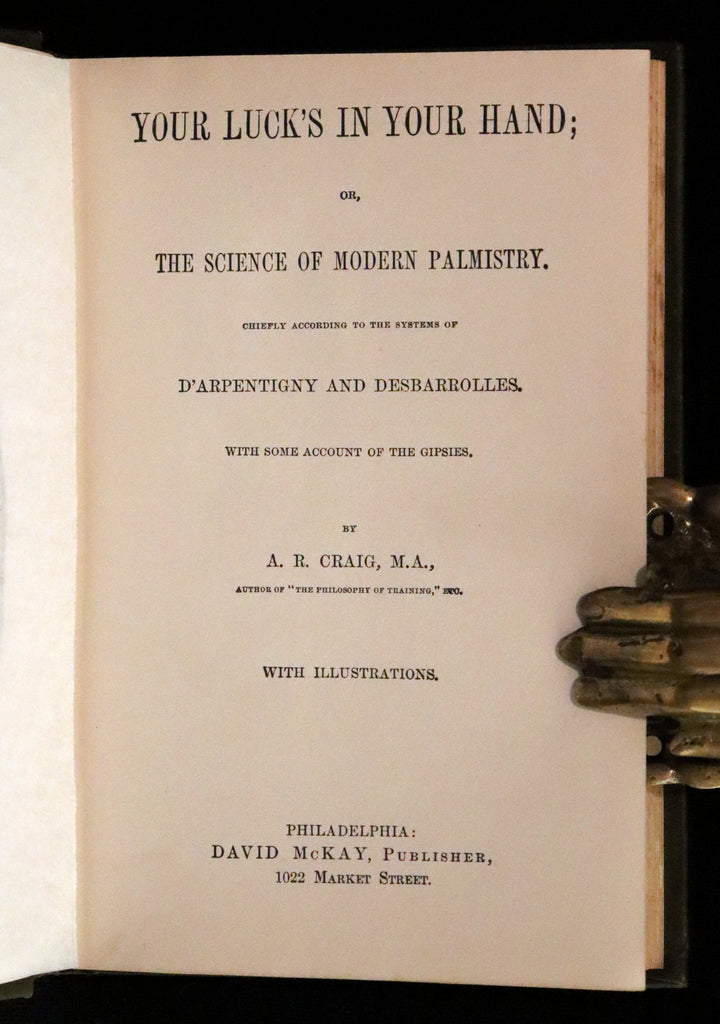 YOUR LUCK'S IN YOUR HAND;
OR,
THE SCIENCE OF MODERN PALMISTRY.
CHIEFLY ACCORDING TO THE SYSTEMS OF
D'ARPENTIGNY AND DESBARROLLES.
WITH SOME ACCOUNT OF THE GIPSIES.
BY
A. R. CRAIG, M.A.,
AUTHOR OF "THE PHILOSOPHY OF TRAINING," ETC.
WITH ILLUSTRATIONS.
PHILADELPHIA:
DAVID McKAY, PUBLISHER,
1022 MARKET STREET.